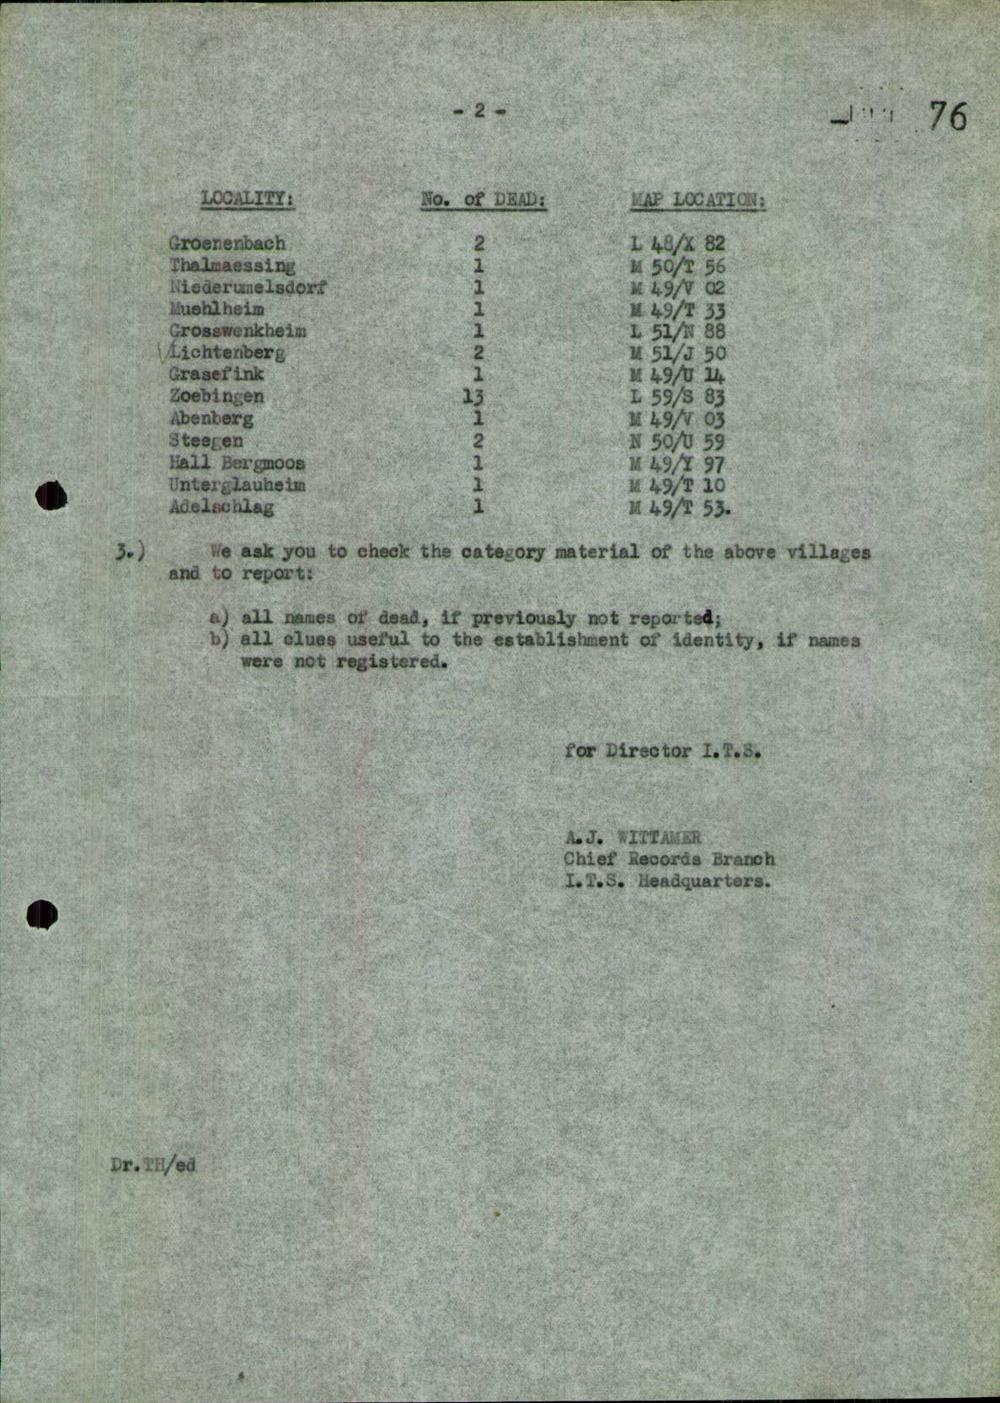 - 2 -
76
LOCALITY: No. of DEAD: MAP LOCATION:
Groenenbach 2 L 48/X 82
Thalmaessing 1 M 50/T 56
Niederumelsdorf 1 M 49/V 02
Muehlheim 1 M 49/T 33
Grosswenkheim 1 L 51/N 88
Lichtenberg 2 M 51/J 50
Grasefink 1 M 49/U 14
Zoebingen 13 L 59/S 83
Abenberg 1 M 49/V 03
Steegen 2 N 50/U 59
Hall Bergmoos 1 M 49/Y 97
Unterglauheim 1 M 49/T 10
Adelschlag 1 M 49/T 53.
3.) We ask you to check the category material of the above villages
and to report:
a) all names of dead, if previously not reported;
b) all clues useful to the establishment of identity, if names
were not registered.
for Director I.T.S.
A.J. WITTAMER
Chief Records Branch
I.T.S. Headquarters.
Dr.TH/ed